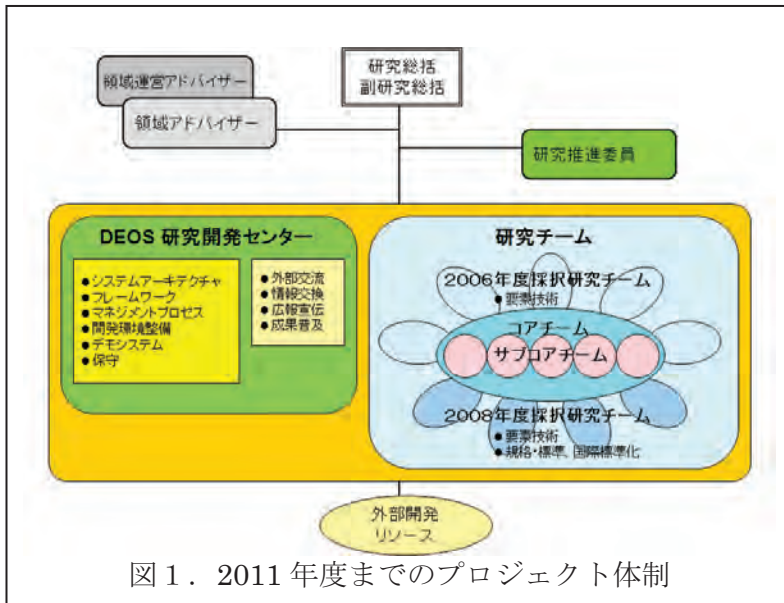 研究総括
副研究総括
領域運営アドバイザー
領域アドバイザー
研究推進委員
DEOS 研究開発センター
●システムアーキテクチャ
●フレームワーク
●マネジメントプロセス
●開発環境整備
●デモシステム
●保守
●外部交流
●情報交換
●広報宣伝
●成果普及
研究チーム
2006年度採択研究チーム
●要素技術
コアチーム
サブコアチーム
2008年度採択研究チーム
●要素技術
●規格・標準、国際標準化
外部開発
リソース
図１．2011 年度までのプロジェクト体制